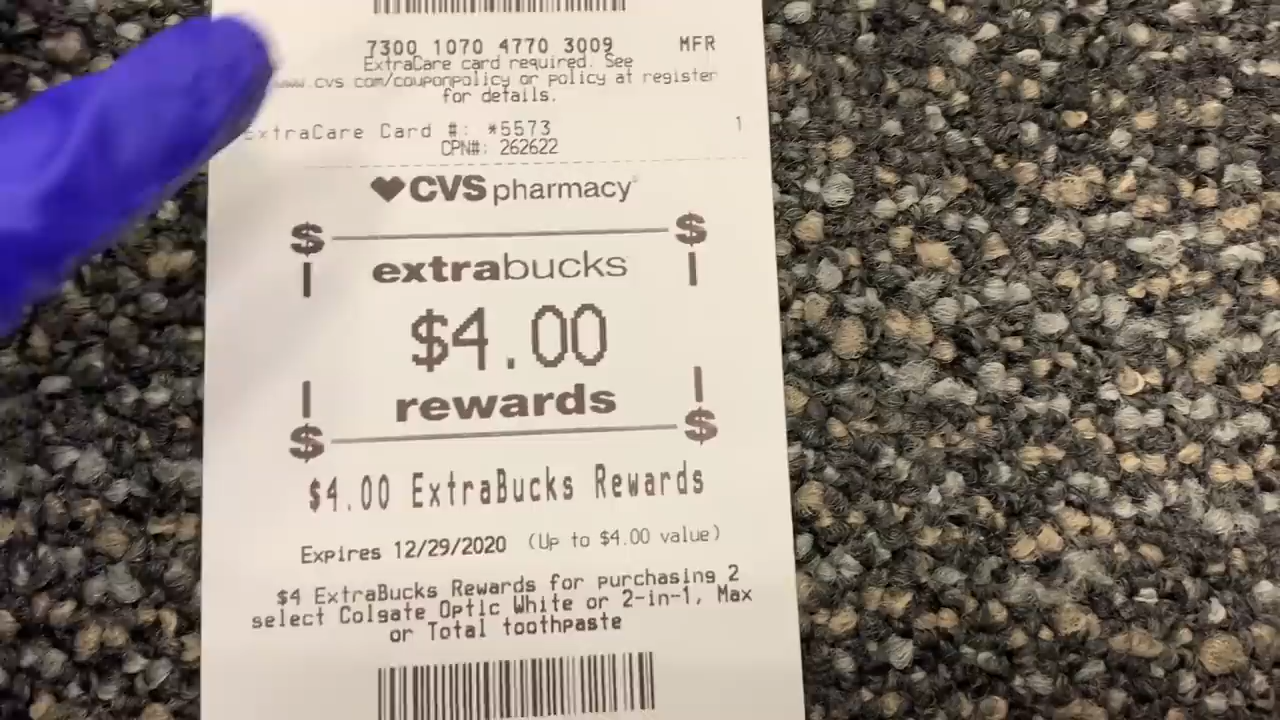 7300 1070 4770 3009 MFR
ExtraCare card required. See
www.cvs com/couponpolicy or policy at register
for details.
ExtraCare Card #: *5573 1
CPN#: 262622
CVS pharmacy
$ $
extrabucks
$4.00
rewards
$ $
$4.00 ExtraBucks Rewards
Expires 12/29/2020 (Up to $4.00 value)
$4 ExtraBucks Rewards for purchasing 2
select Colgate Optic White or 2-in-1, Max
or Total toothpaste